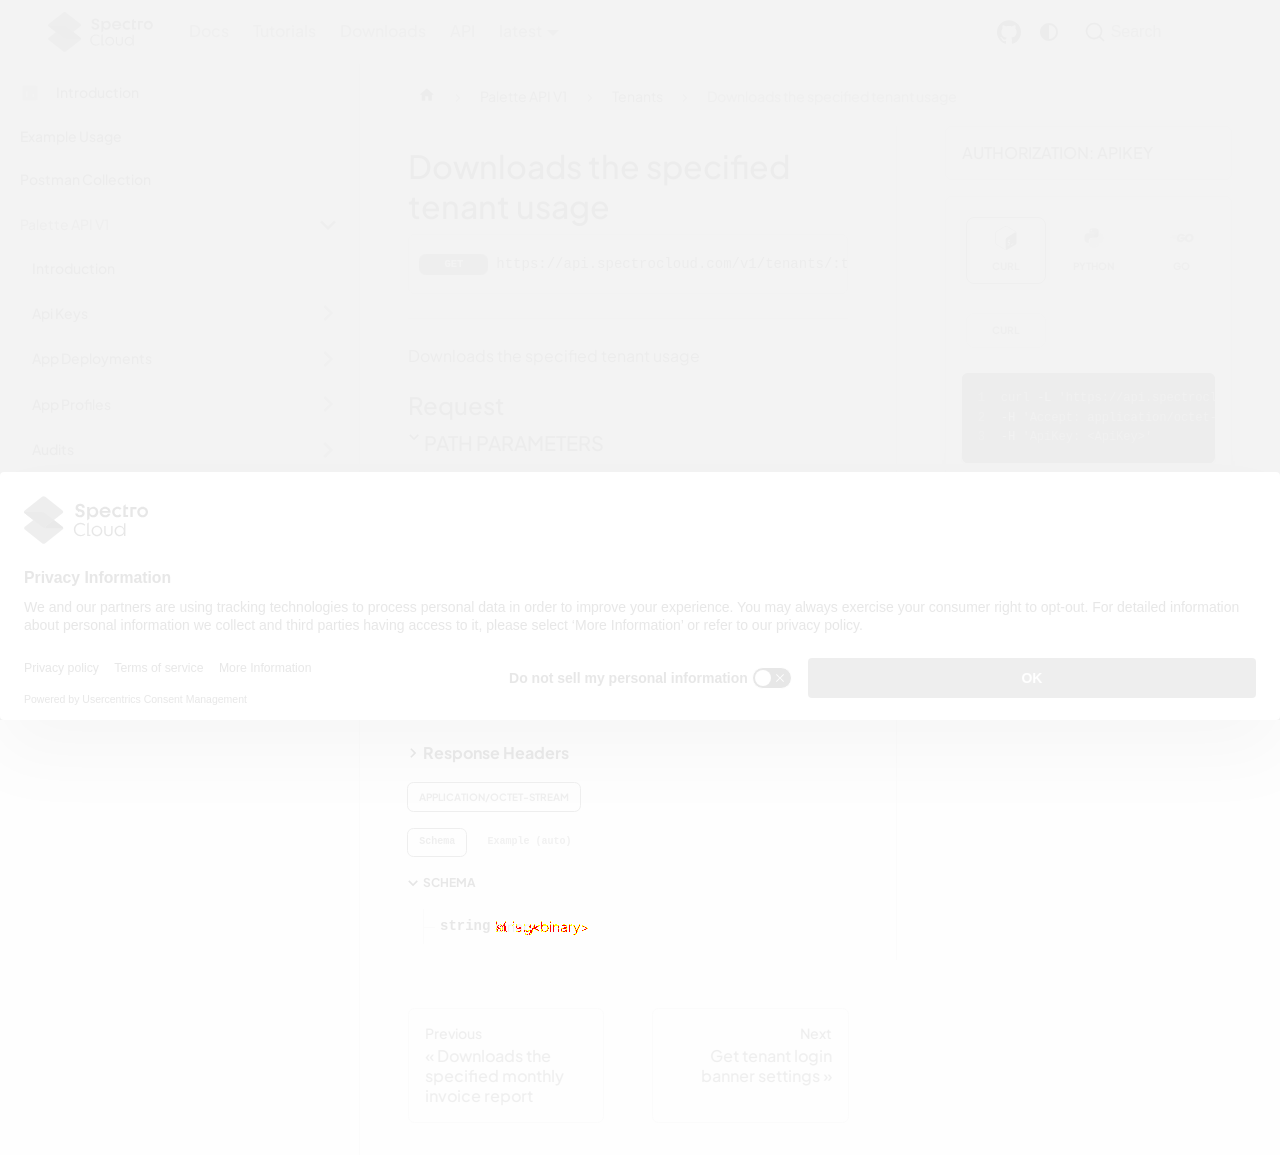 Spectro
Cloud
Docs Tutorials Downloads API latest
Search
Introduction
Palette API V1
Tenants
Downloads the specified tenant usage
Example Usage
Postman Collection
Palette API V1
Introduction
Api Keys
App Deployments
App Profiles
Audits
Downloads the specified
tenant usage
GET https://api.spectrocloud.com/v1/tenants/:t
Downloads the specified tenant usage
Request
PATH PARAMETERS
AUTHORIZATION: APIKEY
CURL PYTHON GO
CURL
Spectro
Cloud
Privacy Information
We and our partners are using tracking technologies to process personal data in order to improve your experience. You may always exercise your consumer right to opt-out. For detailed information
about personal information we collect and third parties having access to it, please select ‘More Information’ or refer to our privacy policy.
Privacy policy Terms of service More Information
Powered by Usercentrics Consent Management
Do not sell my personal information
OK
Response Headers
APPLICATION/OCTET-STREAM
Schema Example (auto)
SCHEMA
string
Previous
« Downloads the
specified monthly
invoice report
Next
Get tenant login
banner settings »